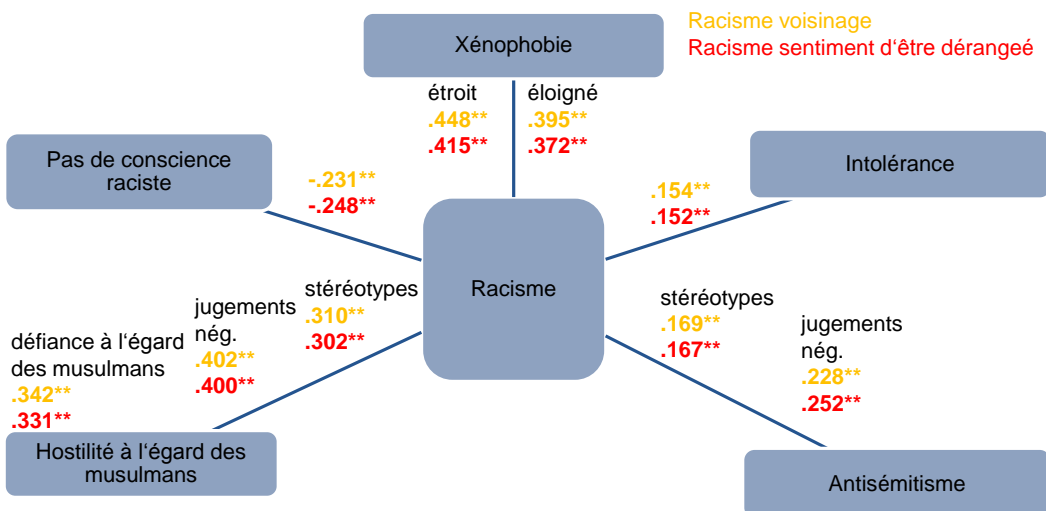 Racisme voisinage
Racisme sentiment d‘être dérangeé
Xénophobie
étroit
.448**
.415**
éloigné
.395**
.372**
Pas de conscience
raciste
-.231**
-.248**
Intolérance
.154**
.152**
Racisme
stéréotypes
.310**
.302**
jugements
nég.
.402**
.400**
défiance à l‘égard
des musulmans
.342**
.331**
Hostilité à l‘égard des
musulmans
stéréotypes
.169**
.167**
jugements
nég.
.228**
.252**
Antisémitisme